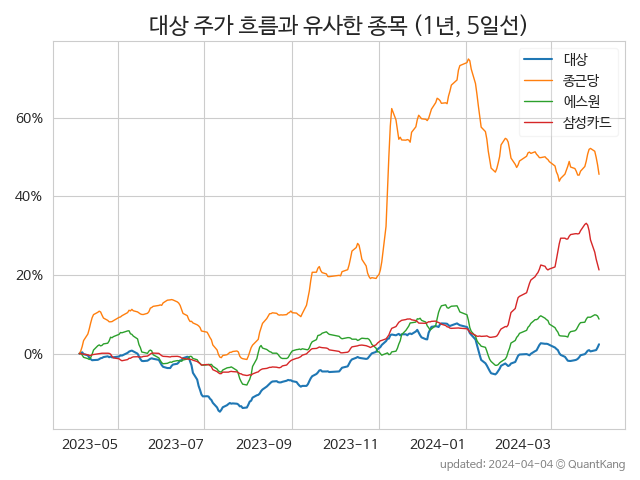 대상 주가 흐름과 유사한 종목 (1년, 5일선)
대상
종근당
에스원
삼성카드
60%
40%
20%
0%
2023-05
2023-07
2023-09
2023-11
2024-01
2024-03
updated: 2024-04-04 © QuantKang